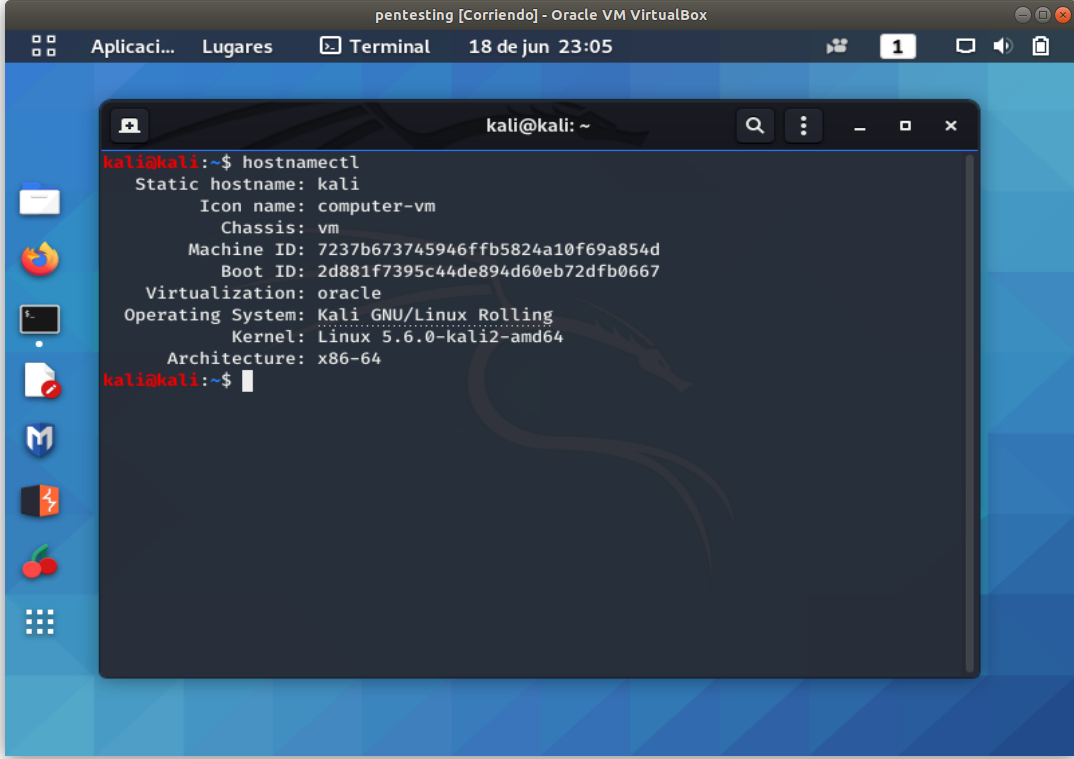 pentesting [Corriendo] - Oracle VM VirtualBox
Aplicaci... Lugares Terminal 18 de jun 23:05 1
kali@kali: ~
kali@kali:~$ hostnamectl
Static hostname: kali
Icon name: computer-vm
Chassis: vm
Machine ID: 7237b673745946ffb5824a10f69a854d
Boot ID: 2d881f7395c44de894d60eb72dfb0667
Virtualization: oracle
Operating System: Kali GNU/Linux Rolling
Kernel: Linux 5.6.0-kali2-amd64
Architecture: x86-64
kali@kali:~$